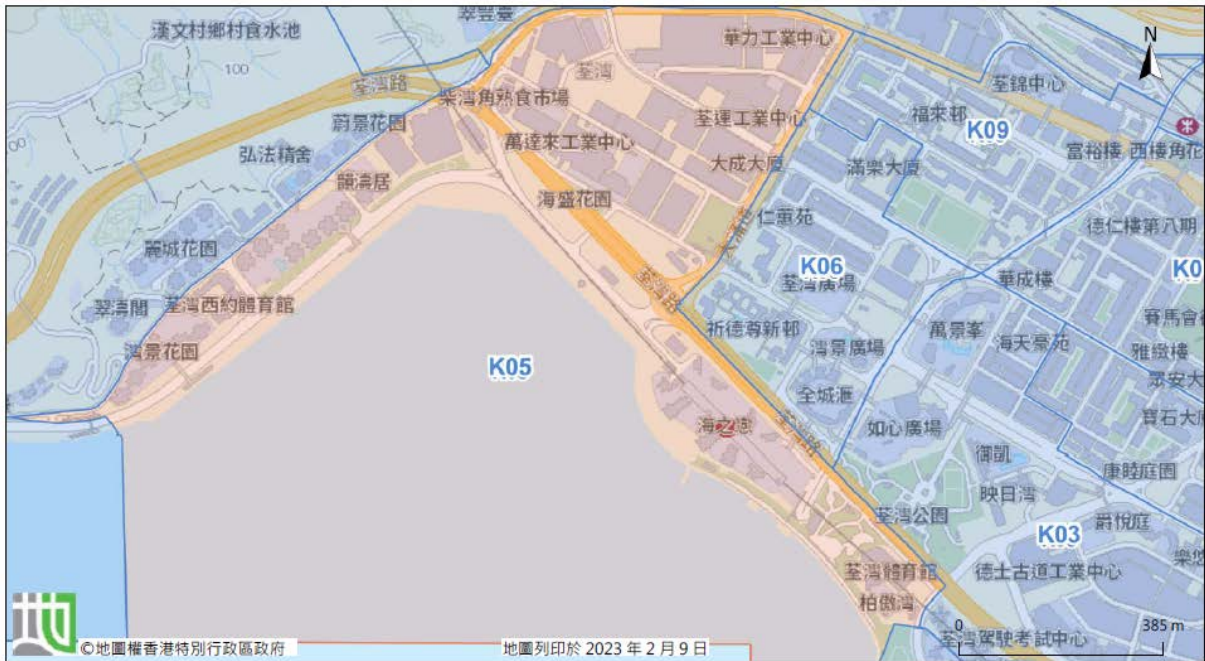 翠豐臺
漢文村鄉村食水池
華力工業中心
N
100
荃灣
荃錦中心
荃灣路
柴灣角熟食市場
福來邨
K09
00
蔚景花園
荃運工業中心
萬達來工業中心
富裕樓
西樓角花
弘法精舍
大成大廈
滿樂大廈
韻濤居
海盛花園
仁蕙苑
德仁樓第八期
麗城花園
K06
K0
荃灣廣場
華成樓
翠濤閣
荃灣西約體育館
賽馬會
祈德尊新邨
萬景峯
海天豪苑
灣景花園
灣景廣場
雅緻樓
K05
眾安大
全城滙
寶石大
海之戀
如心廣場
御凱
康睦庭園
映日灣
荃灣公園
爵悅庭
K03
荃灣體育館
德士古道工業中心
樂悠
柏傲灣
0
385 m
荃灣駕駛考試中心
©地圖版權香港特別行政區政府
地圖列印於 2023 年 2 月 9 日